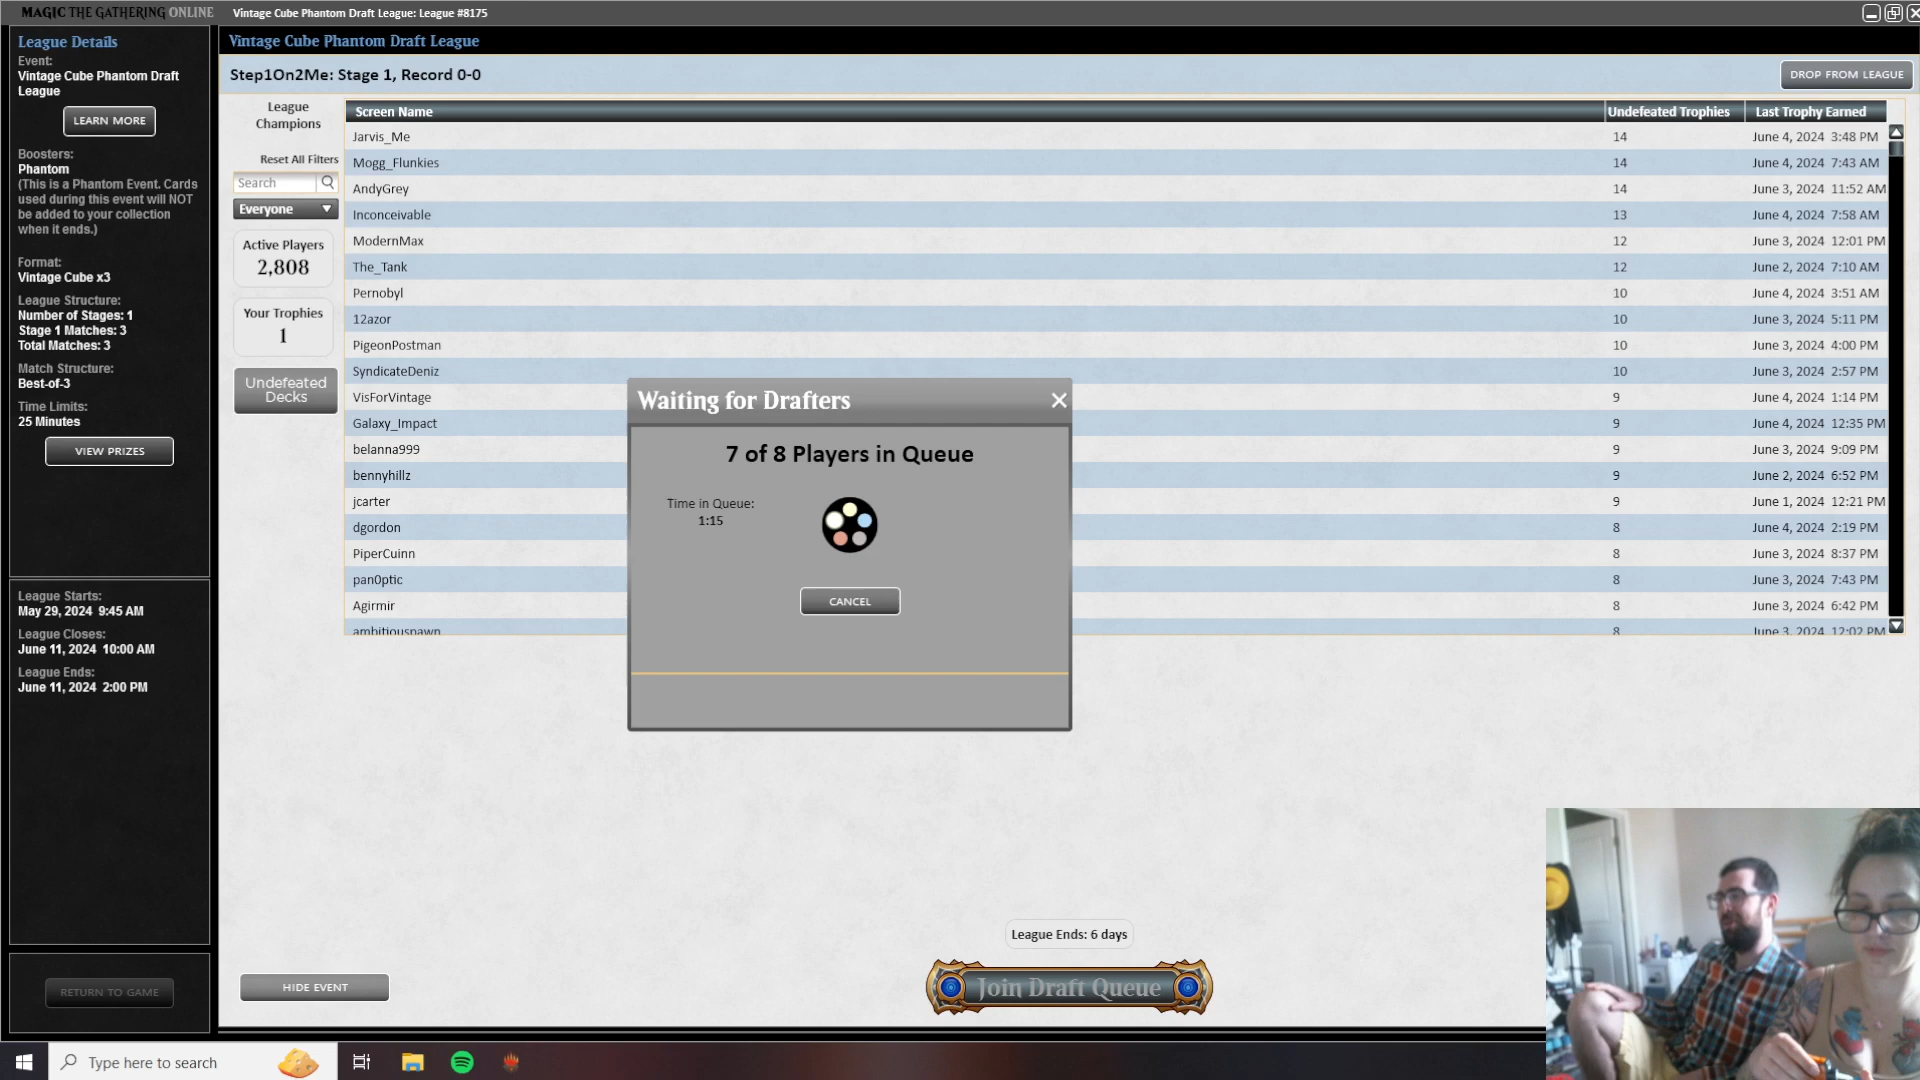 MAGIC THE GATHERING ONLINE
Vintage Cube Phantom Draft League: League #8175
League Details
Event:
Vintage Cube Phantom Draft
League
LEARN MORE
Boosters:
Phantom
(This is a Phantom Event. Cards
used during this event will NOT
be added to your collection
when it ends.)
Format:
Vintage Cube x3
League Structure:
Number of Stages: 1
Stage 1 Matches: 3
Total Matches: 3
Match Structure:
Best-of-3
Time Limits:
25 Minutes
VIEW PRIZES
League Starts:
May 29, 2024 9:45 AM
League Closes:
June 11, 2024 10:00 AM
League Ends:
June 11, 2024 2:00 PM
RETURN TO GAME
Vintage Cube Phantom Draft League
Step1On2Me: Stage 1, Record 0-0
DROP FROM LEAGUE
League
Champions
Reset All Filters
Search
Everyone
Active Players
2,808
Your Trophies
1
Undefeated
Decks
Screen Name Undefeated Trophies Last Trophy Earned
Jarvis_Me 14 June 4, 2024 3:48 PM
Mogg_Flunkies 14 June 4, 2024 7:43 AM
AndyGrey 14 June 3, 2024 11:52 AM
Inconceivable 13 June 4, 2024 7:58 AM
ModernMax 12 June 3, 2024 12:01 PM
The_Tank 12 June 2, 2024 7:10 AM
Pernobyl 10 June 4, 2024 3:51 AM
12azor 10 June 3, 2024 5:11 PM
PigeonPostman 10 June 3, 2024 4:00 PM
SyndicateDeniz 10 June 3, 2024 2:57 PM
VisForVintage 9 June 4, 2024 1:14 PM
Galaxy_Impact 9 June 4, 2024 12:35 PM
belanna999 9 June 3, 2024 9:09 PM
bennyhillz 9 June 2, 2024 6:52 PM
jcarter 9 June 1, 2024 12:21 PM
dgordon 8 June 4, 2024 2:19 PM
PiperCuinn 8 June 3, 2024 8:37 PM
pan0ptic 8 June 3, 2024 7:43 PM
Agirmir 8 June 3, 2024 6:42 PM
ambitiouspawn 8 June 3, 2024 12:02 PM
Waiting for Drafters
7 of 8 Players in Queue
Time in Queue:
1:15
CANCEL
League Ends: 6 days
HIDE EVENT
Join Draft Queue
Type here to search